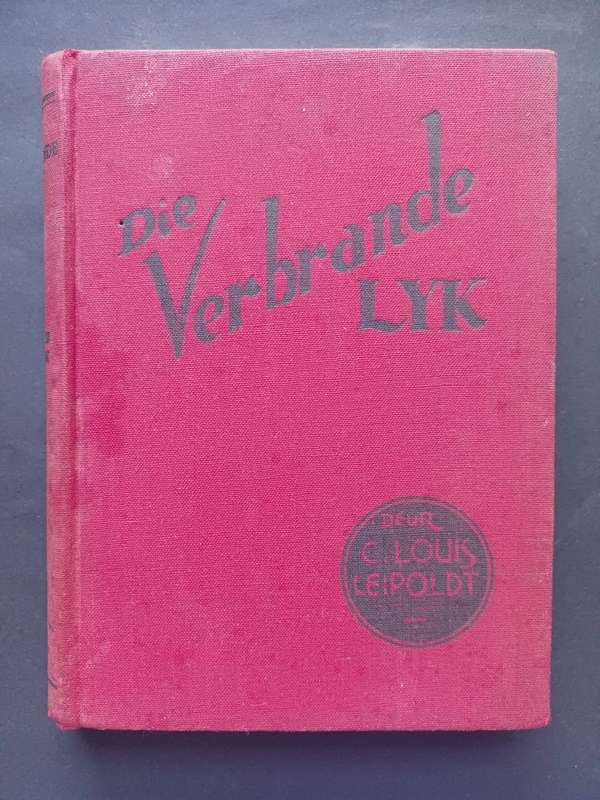 Die
Verbrande
LYK
DEUR
C. LOUIS
LEIPOLDT